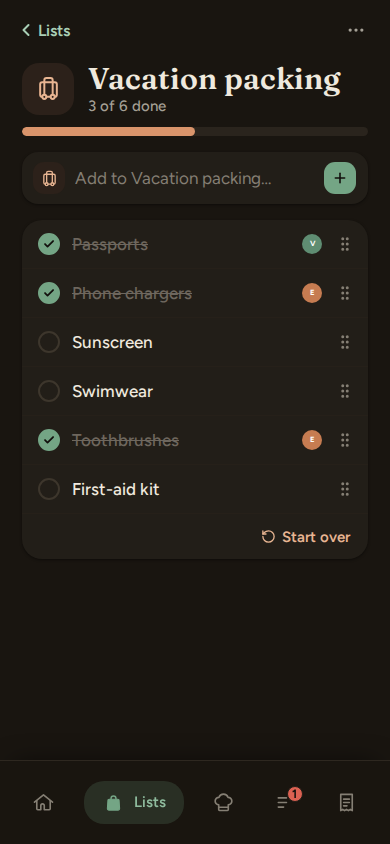 Lists
Vacation packing
3 of 6 done
Add to Vacation packing...
Passports V
Phone chargers E
Sunscreen
Swimwear
Toothbrushes E
First-aid kit
Start over
Lists
1